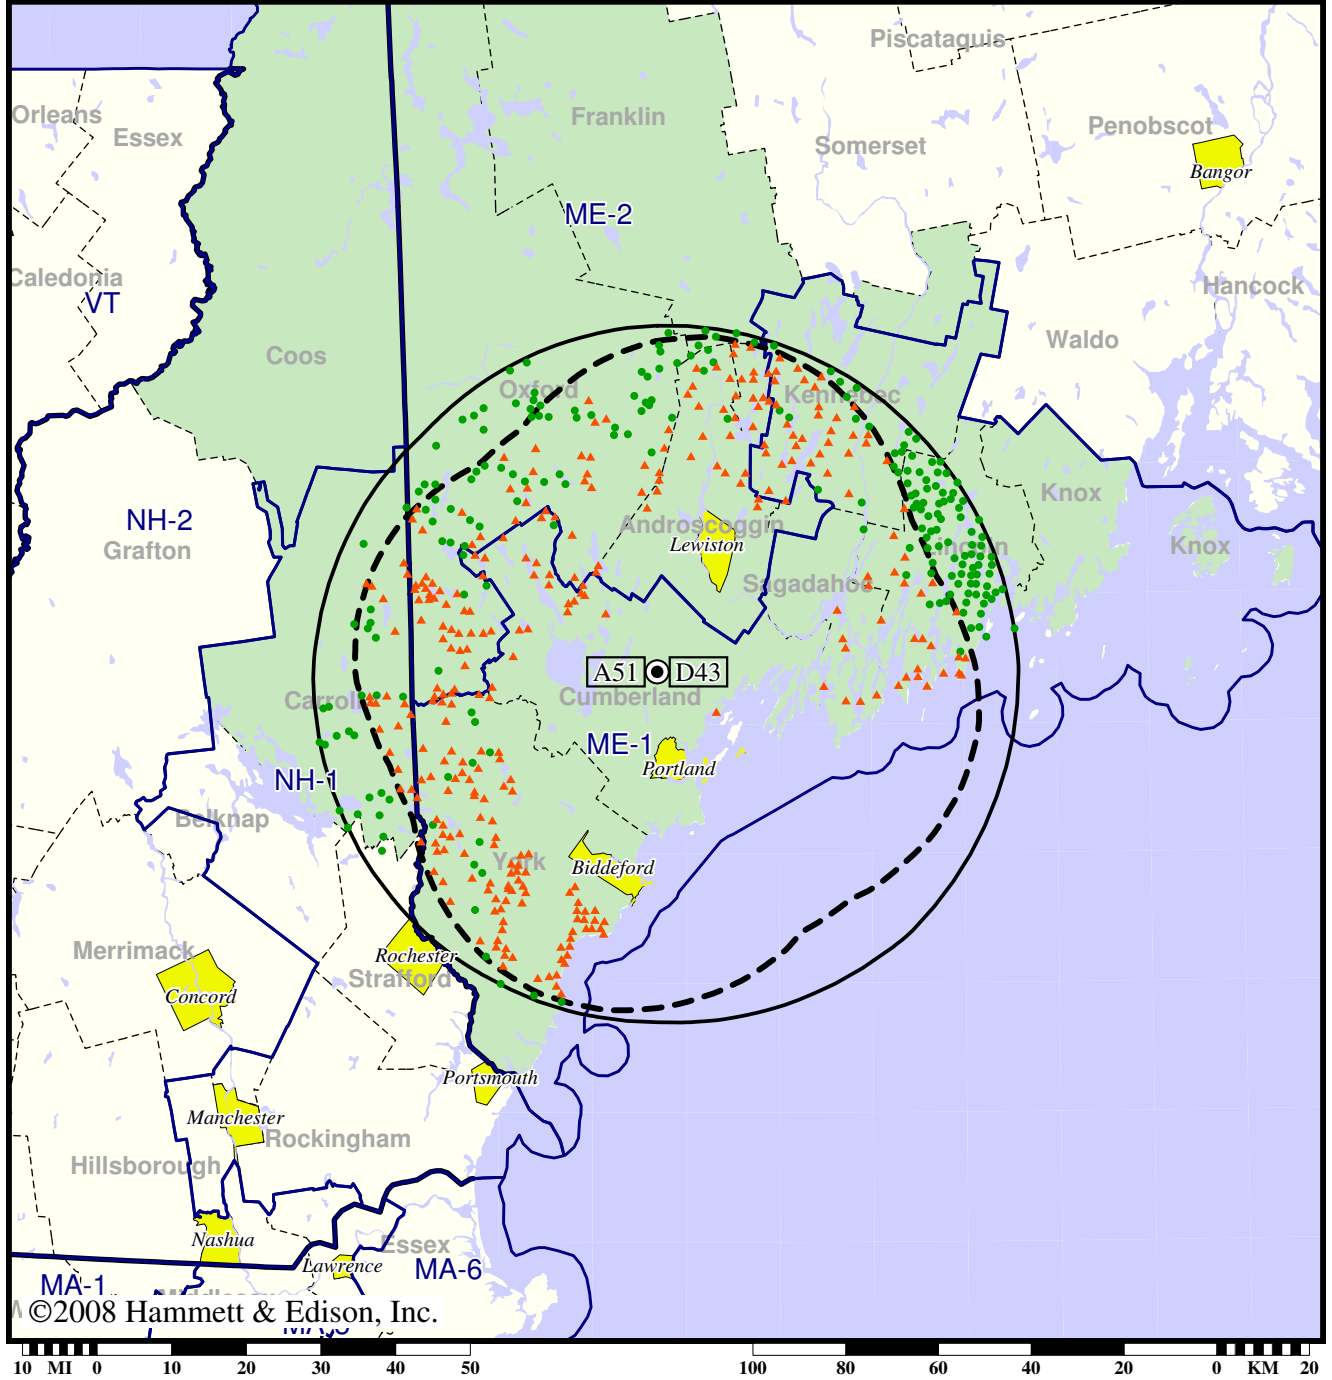 Piscataquis
Orleans
Essex
Franklin
Somerset
Penobscot
Bangor
ME-2
Caledonia
VT
Hancock
Coos
Waldo
Oxford
Kennebec
Knox
NH-2
Grafton
Androscoggin
Lewiston
Lincoln
Knox
Sagadahoc
A51 D43
Carroll
Cumberland
ME-1
Portland
NH-1
Belknap
York
Biddeford
Merrimack
Rochester
Strafford
Concord
Portsmouth
Manchester
Rockingham
Hillsborough
Nashua
Essex
Lawrence
MA-6
MA-1
Middlesex
©2008 Hammett & Edison, Inc.
10 MI 0 10 20 30 40 50 100 80 60 40 20 0 KM 20